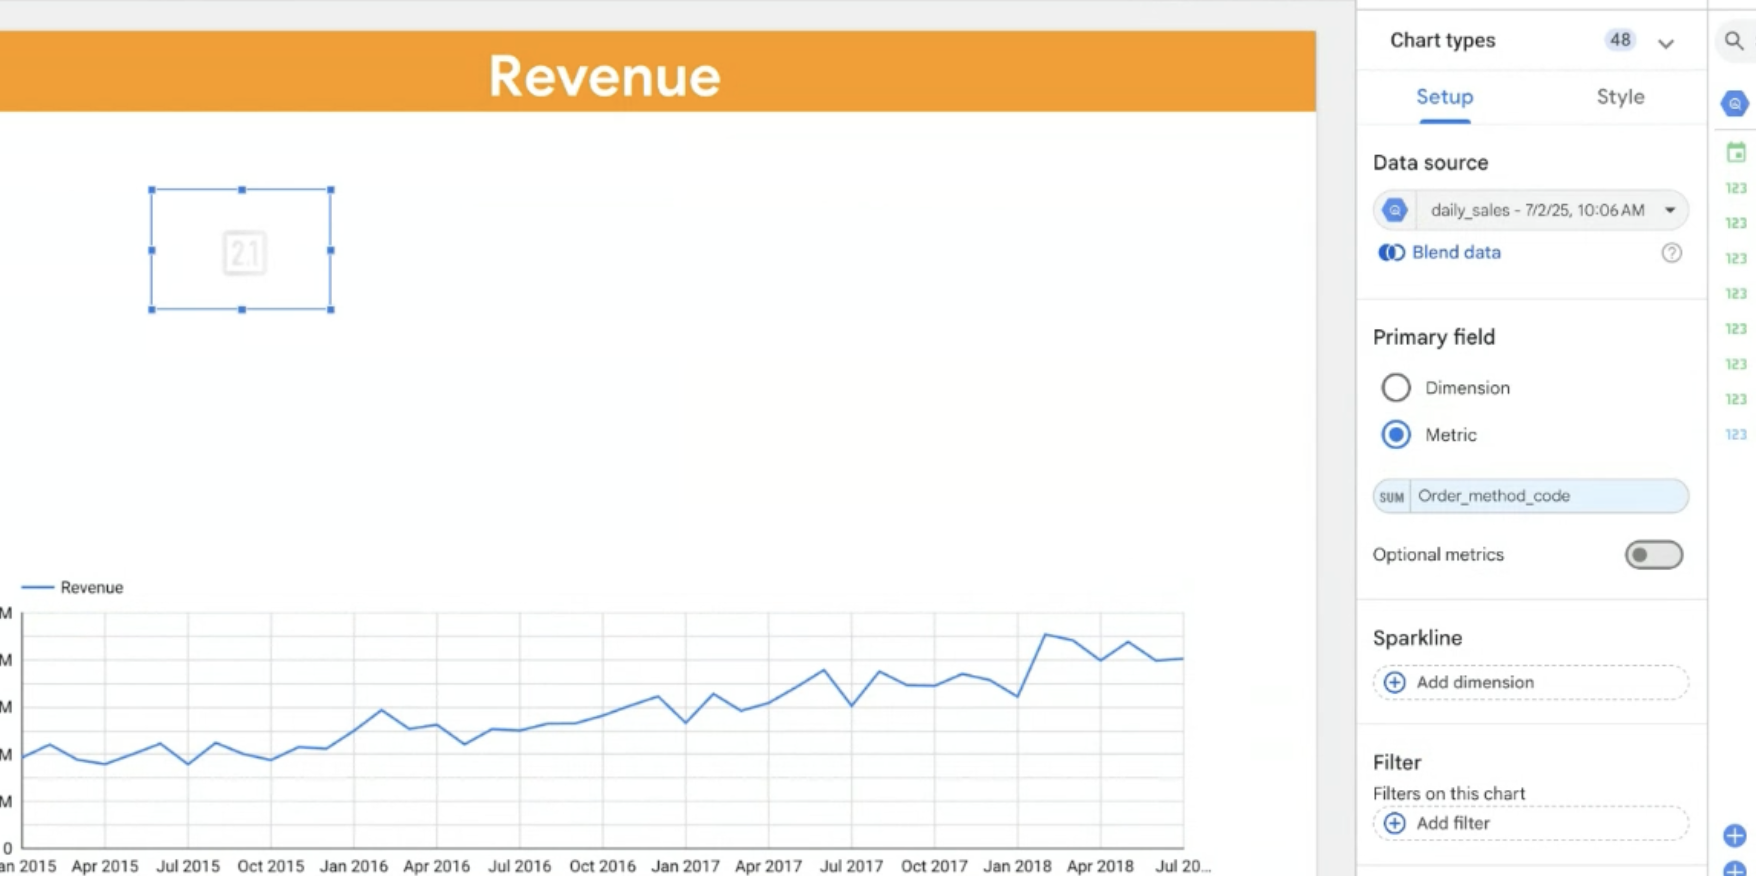 Revenue
2.1
Revenue
M
M
M
M
M
0
an 2015 Apr 2015 Jul 2015 Oct 2015 Jan 2016 Apr 2016 Jul 2016 Oct 2016 Jan 2017 Apr 2017 Jul 2017 Oct 2017 Jan 2018 Apr 2018 Jul 20...
Chart types 48
Setup Style
Data source
daily_sales - 7/2/25, 10:06 AM
Blend data ?
Primary field
Dimension
Metric
SUM Order_method_code
Optional metrics
Sparkline
Add dimension
Filter
Filters on this chart
Add filter
123
123
123
123
123
123
123
123